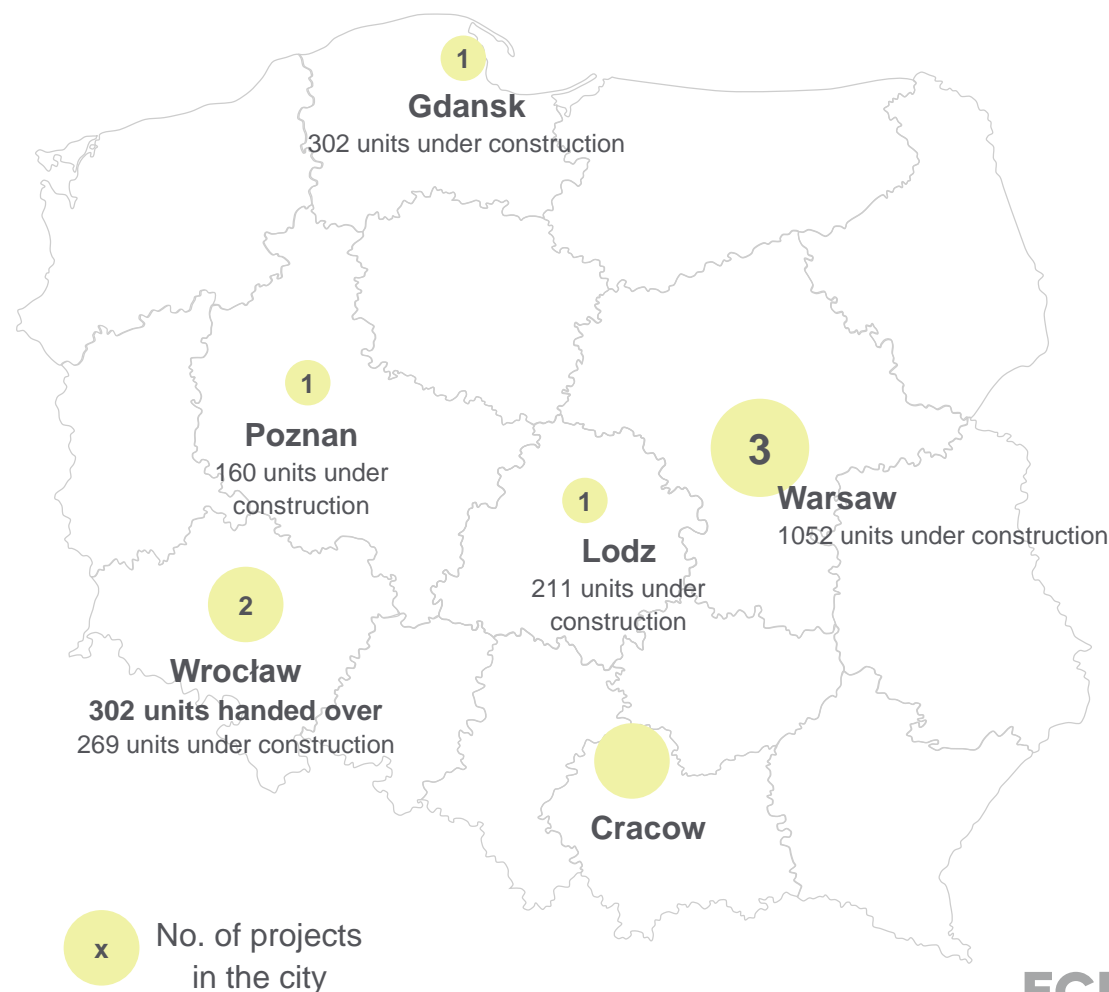 1
Gdansk
302 units under construction
1
Poznan
160 units under
construction
3
Warsaw
1052 units under construction
1
Lodz
211 units under
construction
2
Wrocław
302 units handed over
269 units under construction
Cracow
x
No. of projects
in the city